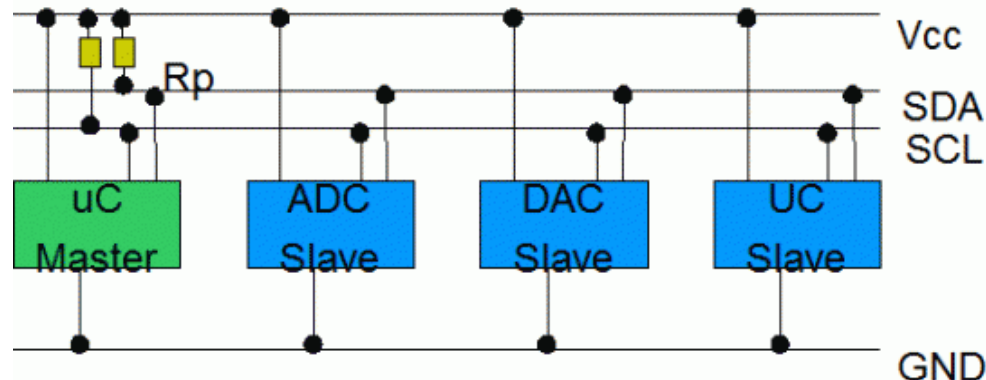 Vcc
Rp
SDA
SCL
uC
Master
ADC
Slave
DAC
Slave
UC
Slave
GND